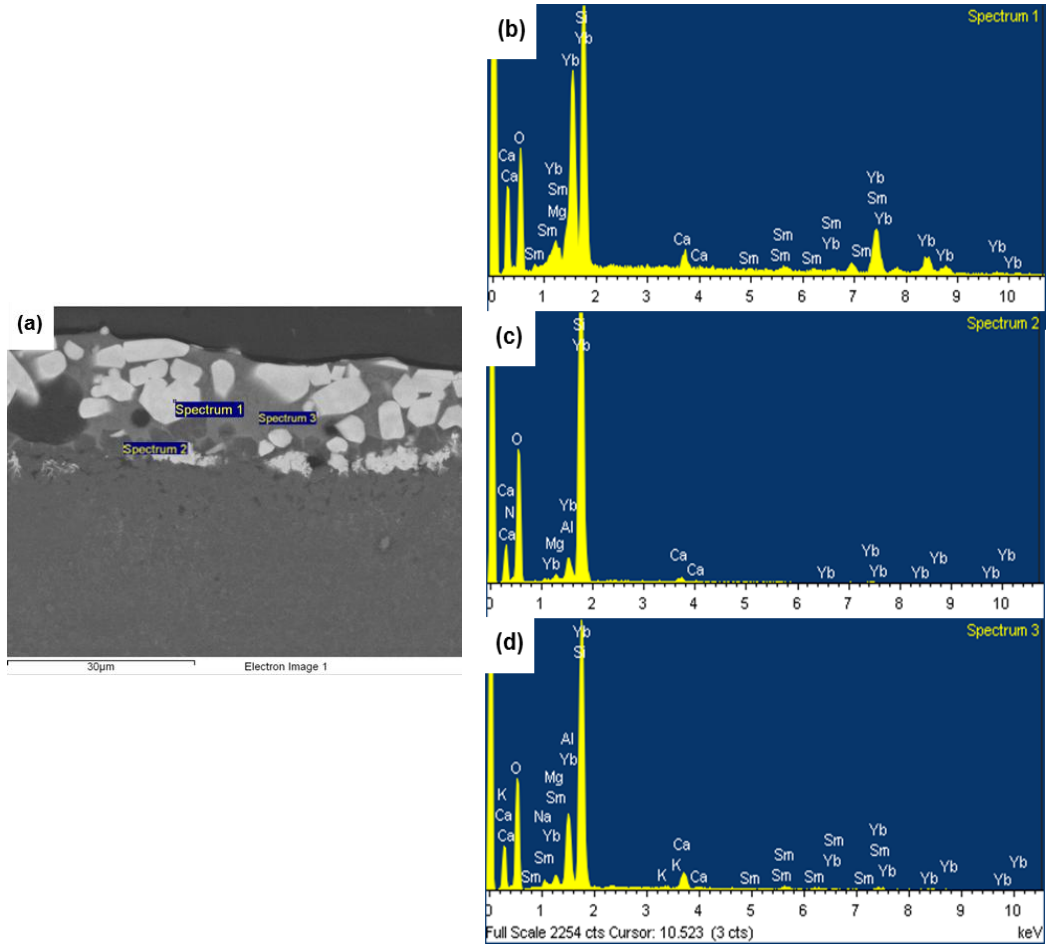 (a)
Spectrum 1
Spectrum 3
Spectrum 2
30µm
Electron Image 1
(b)
Spectrum 1
Si
Yb
Yb
O
Ca
Ca
Yb
Sm
Mg
Sm
Sm
Ca
Ca
Sm
Sm
Sm
Sm
Sm
Yb
Sm
Yb
Sm
Yb
Yb
Yb
Yb
Yb
0 1 2 3 4 5 6 7 8 9 10
(c)
Spectrum 2
Si
Yb
O
Ca
N
Ca
Yb
Al
Mg
Yb
Ca
Ca
Yb
Yb
Yb
Yb
Yb
Yb
Yb
0 1 2 3 4 5 6 7 8 9 10
(d)
Spectrum 3
Yb
Si
Al
Yb
O
K
Ca
Ca
Mg
Sm
Na
Yb
Sm
Sm
Ca
K
K
Ca
Sm
Sm
Sm
Sm
Sm
Yb
Sm
Yb
Sm
Yb
Yb
Yb
Yb
Yb
0 1 2 3 4 5 6 7 8 9 10
Full Scale 2254 cts Cursor: 10.523 (3 cts)
keV